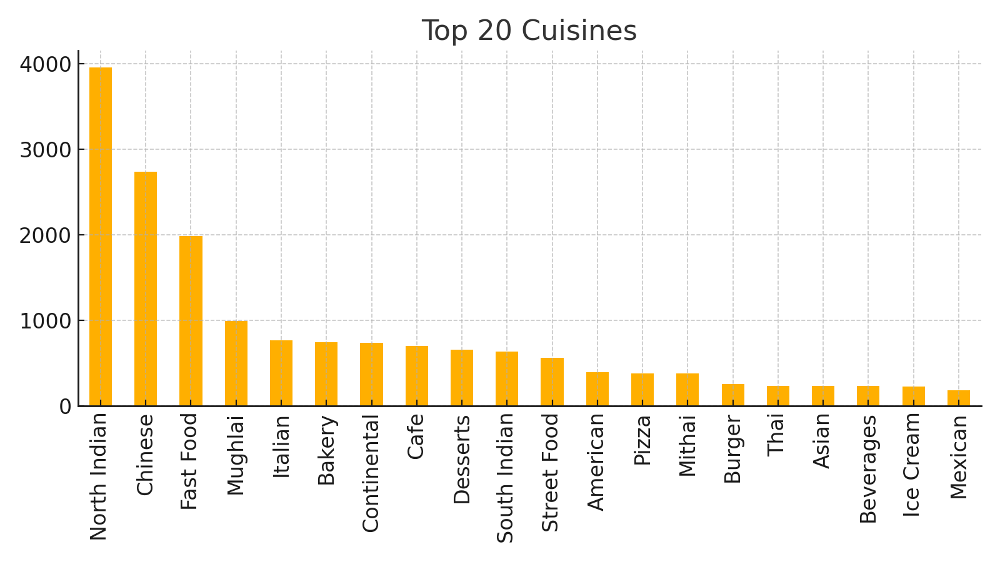 Top 20 Cuisines
4000
3000
2000
1000
0
North Indian
Chinese
Fast Food
Mughlai
Italian
Bakery
Continental
Cafe
Desserts
South Indian
Street Food
American
Pizza
Mithai
Burger
Thai
Asian
Beverages
Ice Cream
Mexican